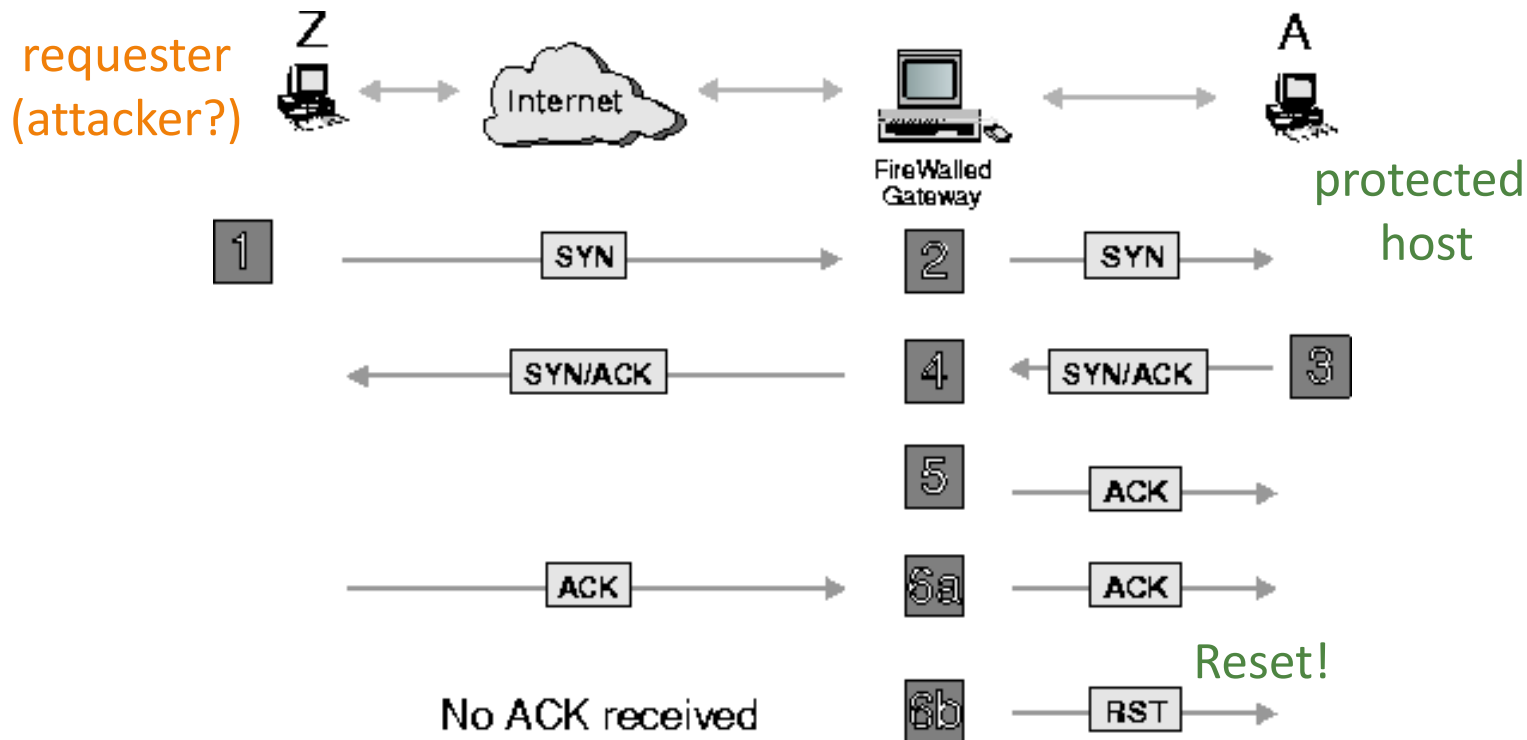 Z
A
requester
(attacker?)
Internet
FireWalled
Gateway
protected
host
1
SYN
2
SYN
SYN/ACK
4
SYN/ACK
3
5
ACK
ACK
6a
ACK
Reset!
No ACK received
6b
RST